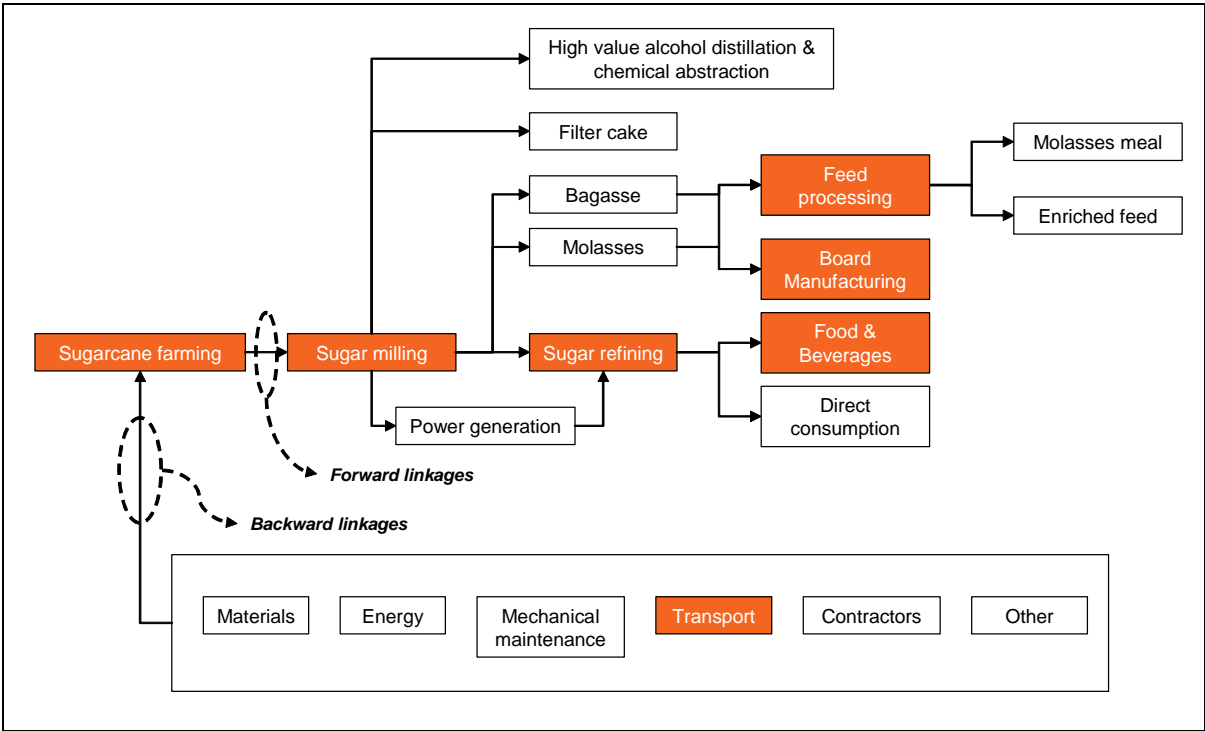 High value alcohol distillation &
chemical abstraction
Filter cake
Molasses meal
Feed
processing
Bagasse
Enriched feed
Molasses
Board
Manufacturing
Sugarcane farming
Sugar milling
Sugar refining
Food &
Beverages
Direct
consumption
Power generation
Forward linkages
Backward linkages
Materials
Energy
Mechanical
maintenance
Transport
Contractors
Other